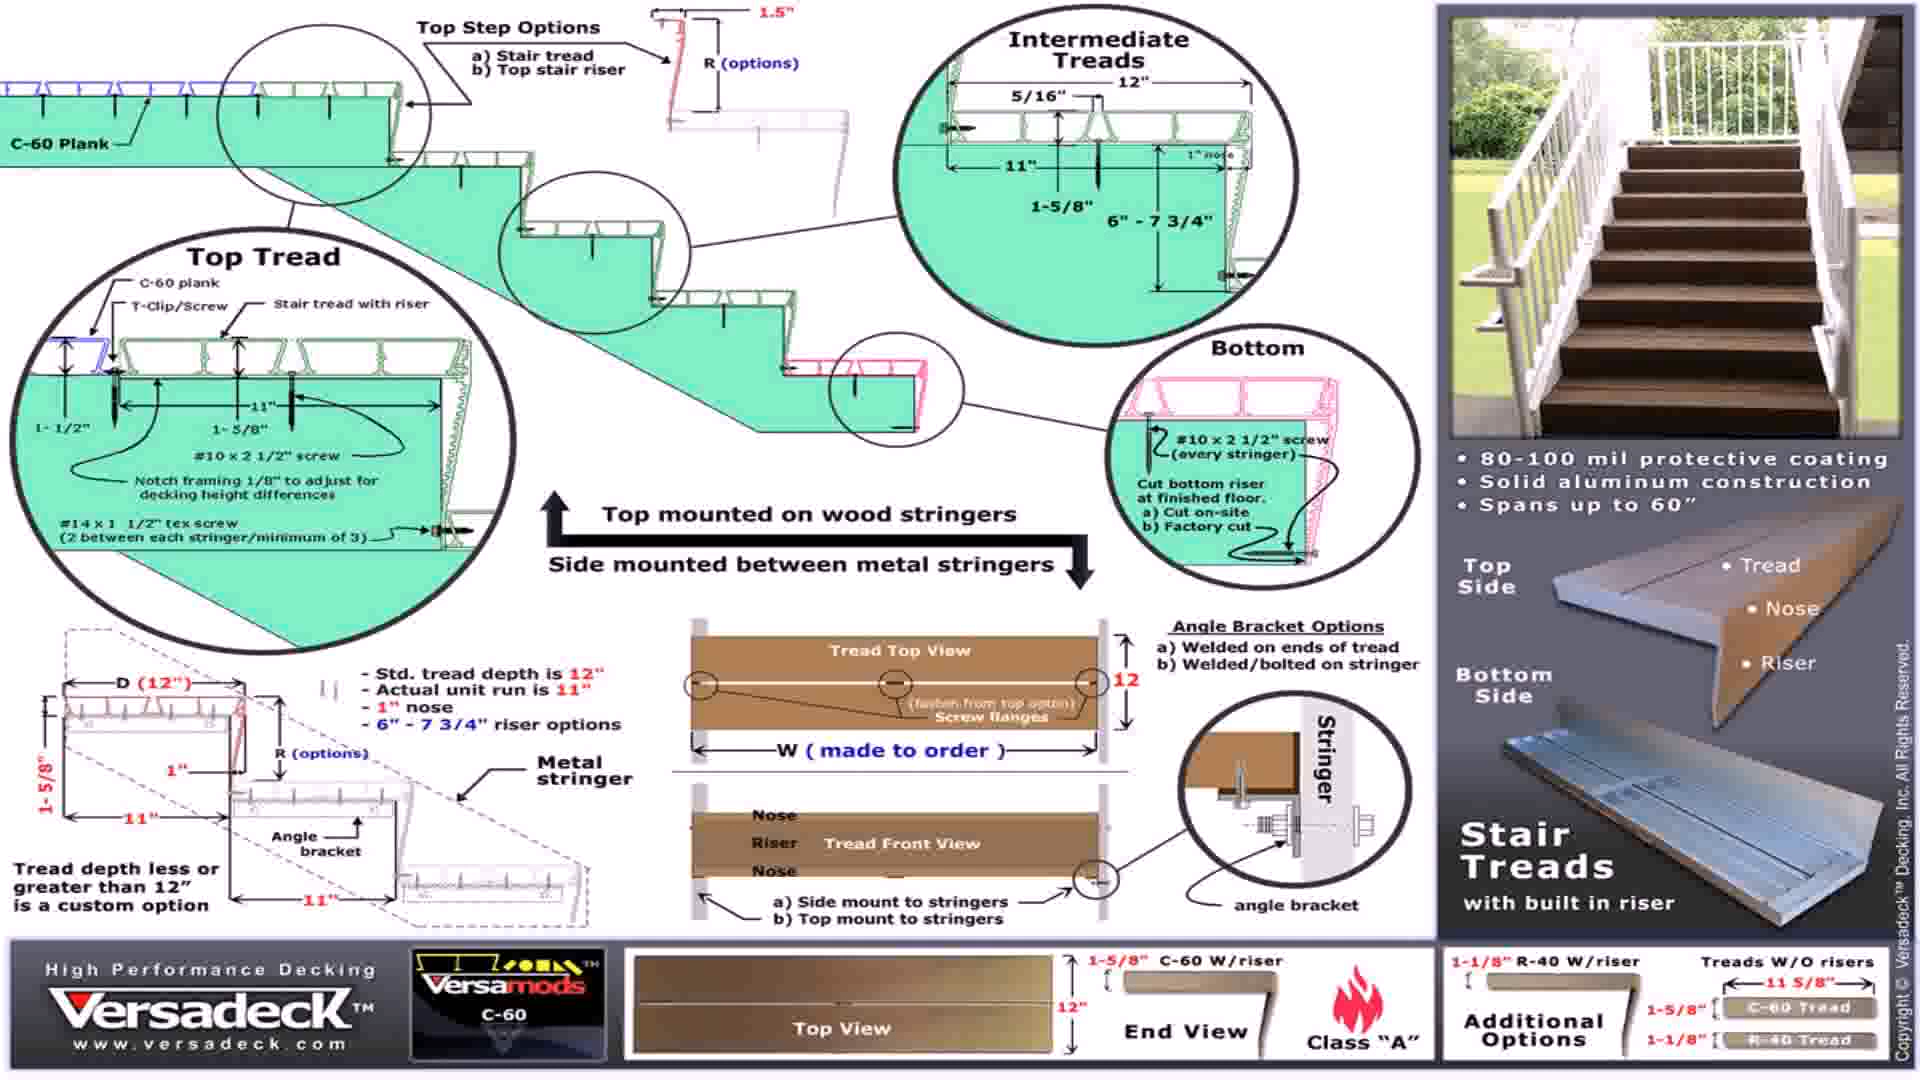 Top Step Options
a) Stair tread
b) Top stair riser
1.5"
R (options)
C-60 Plank
Intermediate
Treads
12"
5/16"
1" nose
11"
1-5/8"
6" - 7 3/4"
Top Tread
C-60 plank
T-Clip/Screw
Stair tread with riser
11"
1- 1/2"
1- 5/8"
#10 x 2 1/2" screw
Notch framing 1/8" to adjust for
decking height differences
#14 x 1 1/2" tex screw
(2 between each stringer/minimum of 3)
Bottom
#10 x 2 1/2" screw
(every stringer)
Cut bottom riser
at finished floor.
a) Cut on-site
b) Factory cut
Top mounted on wood stringers
Side mounted between metal stringers
D (12")
1- 5/8"
1"
11"
R (options)
Angle
bracket
11"
Tread depth less or
greater than 12"
is a custom option
- Std. tread depth is 12"
- Actual unit run is 11"
- 1" nose
- 6" - 7 3/4" riser options
Metal
stringer
Tread Top View
(fasten from top option)
Screw flanges
12
W ( made to order )
Nose
Riser
Tread Front View
Nose
a) Side mount to stringers
b) Top mount to stringers
Angle Bracket Options
a) Welded on ends of tread
b) Welded/bolted on stringer
Stringer
angle bracket
• 80-100 mil protective coating
• Solid aluminum construction
• Spans up to 60"
Top
Side
• Tread
• Nose
• Riser
Bottom
Side
Stair
Treads
with built in riser
Copyright © Versadeck™ Decking, Inc. All Rights Reserved.
High Performance Decking
Versadeck™
www.versadeck.com
Versamods™
C-60
Top View
12"
1-5/8" C-60 W/riser
End View
Class "A"
1-1/8" R-40 W/riser
Additional
Options
Treads W/O risers
11 5/8"
1-5/8"
C-60 Tread
1-1/8"
R-40 Tread